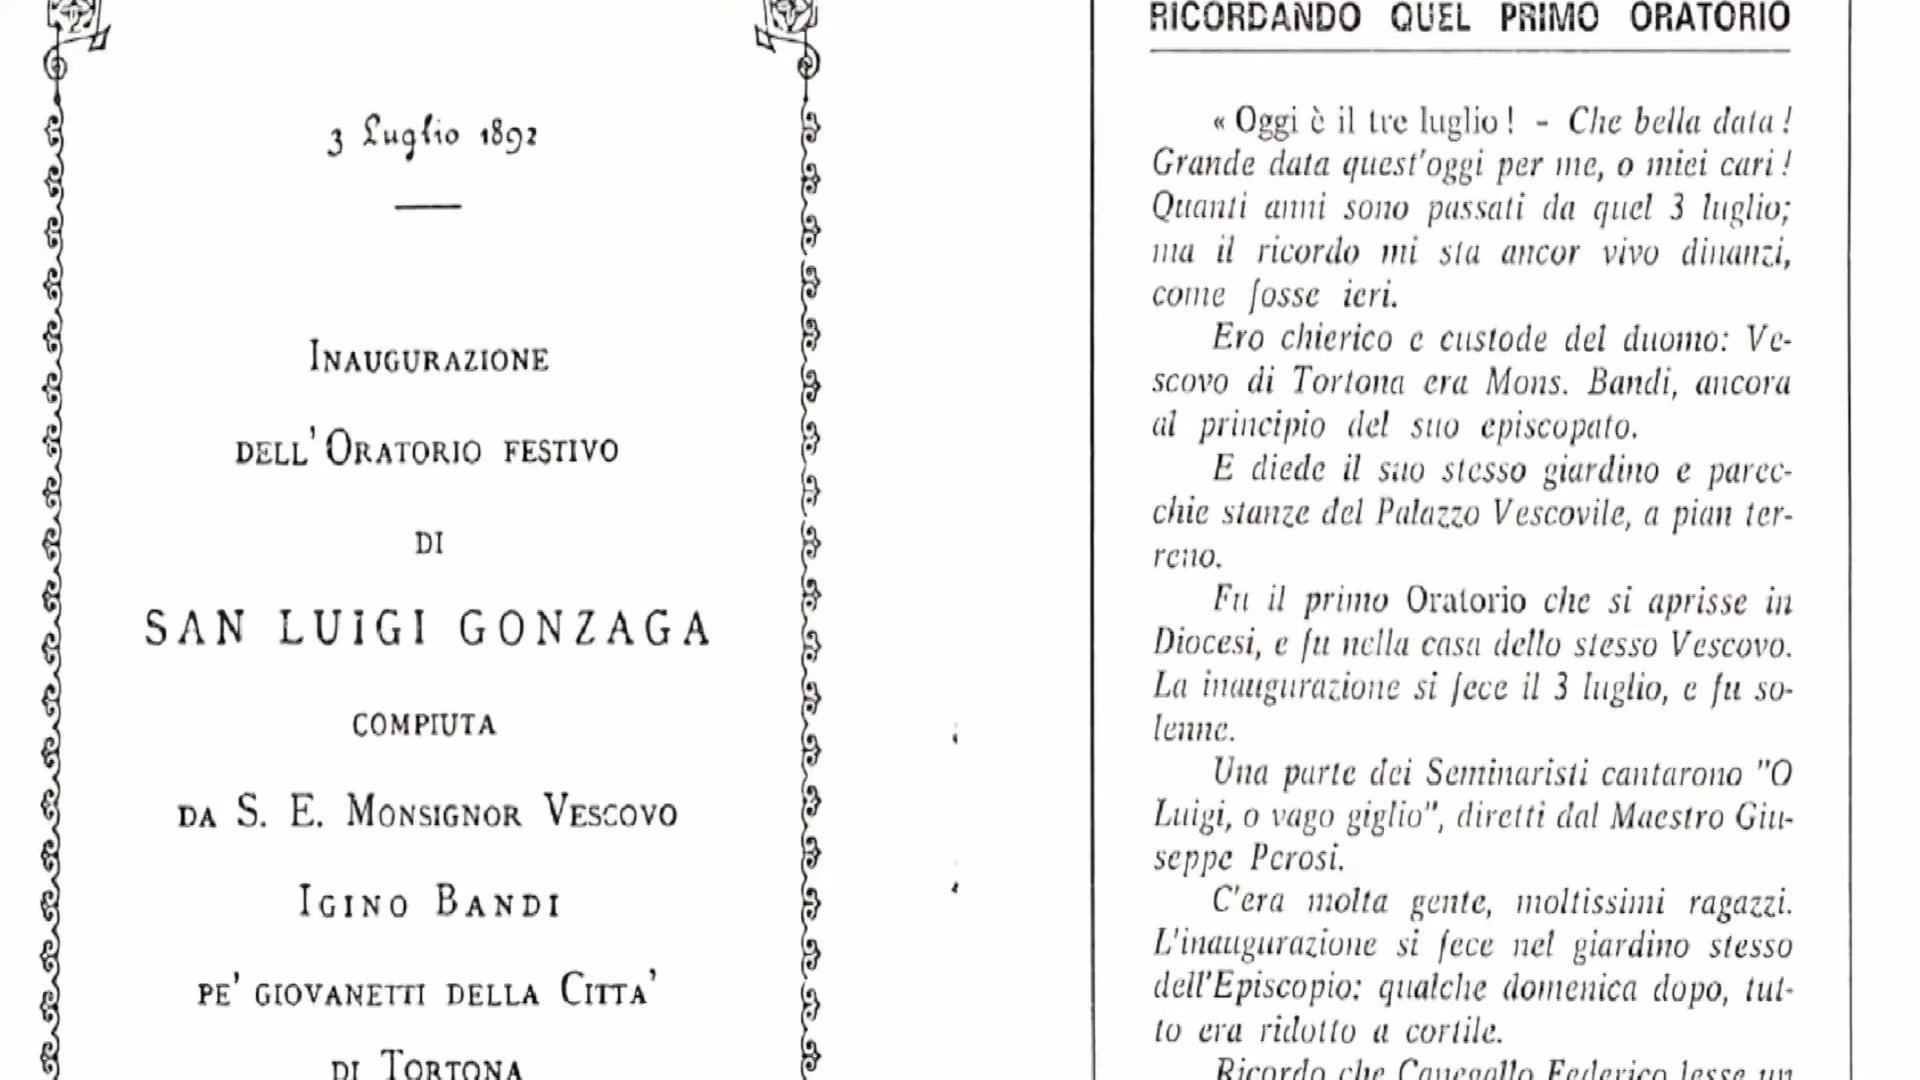 3 Luglio 1892
Inaugurazione
dell'Oratorio festivo
di
SAN LUIGI GONZAGA
compiuta
da S. E. Monsignor Vescovo
Igino Bandi
pe' giovanetti della Citta'
di Tortona
RICORDANDO QUEL PRIMO ORATORIO
« Oggi è il tre luglio! - Che bella data!
Grande data quest'oggi per me, o miei cari!
Quanti anni sono passati da quel 3 luglio;
ma il ricordo mi sta ancor vivo dinanzi,
come fosse ieri.
Ero chierico e custode del duomo: Ve-
scovo di Tortona era Mons. Bandi, ancora
al principio del suo episcopato.
E diede il suo stesso giardino e parec-
chie stanze del Palazzo Vescovile, a pian ter-
reno.
Fu il primo Oratorio che si aprisse in
Diocesi, e fu nella casa dello stesso Vescovo.
La inaugurazione si fece il 3 luglio, e fu so-
lenne.
Una parte dei Seminaristi cantarono "O
Luigi, o vago giglio", diretti dal Maestro Giu-
seppe Perosi.
C'era molta gente, moltissimi ragazzi.
L'inaugurazione si fece nel giardino stesso
dell'Episcopio: qualche domenica dopo, tut-
to era ridotto a cortile.
Ricordo che Canegallo Federico lesse un